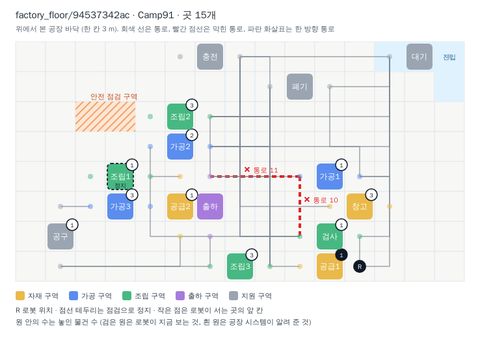 factory_floor/94537342ac · Camp91 · 곳 15개
위에서 본 공장 바닥 (한 칸 3 m). 회색 선은 통로, 빨간 점선은 막힌 통로, 파란 화살표는 한 방향 통로
충전
대기
진입
폐기
안전 점검 구역
조립2
3
가공2
2
✕ 통로 11
조립1
1
정지
가공1
1
가공3
3
공급2
1
출하
✕ 통로 10
창고
3
공구
1
검사
1
조립3
3
공급1
1
R
자재 구역
가공 구역
조립 구역
출하 구역
지원 구역
R 로봇 위치 · 점선 테두리는 점검으로 정지 · 작은 점은 로봇이 서는 곳의 앞 칸
원 안의 수는 놓인 물건 수 (검은 원은 로봇이 지금 보는 것, 흰 원은 공장 시스템이 알려 준 것)